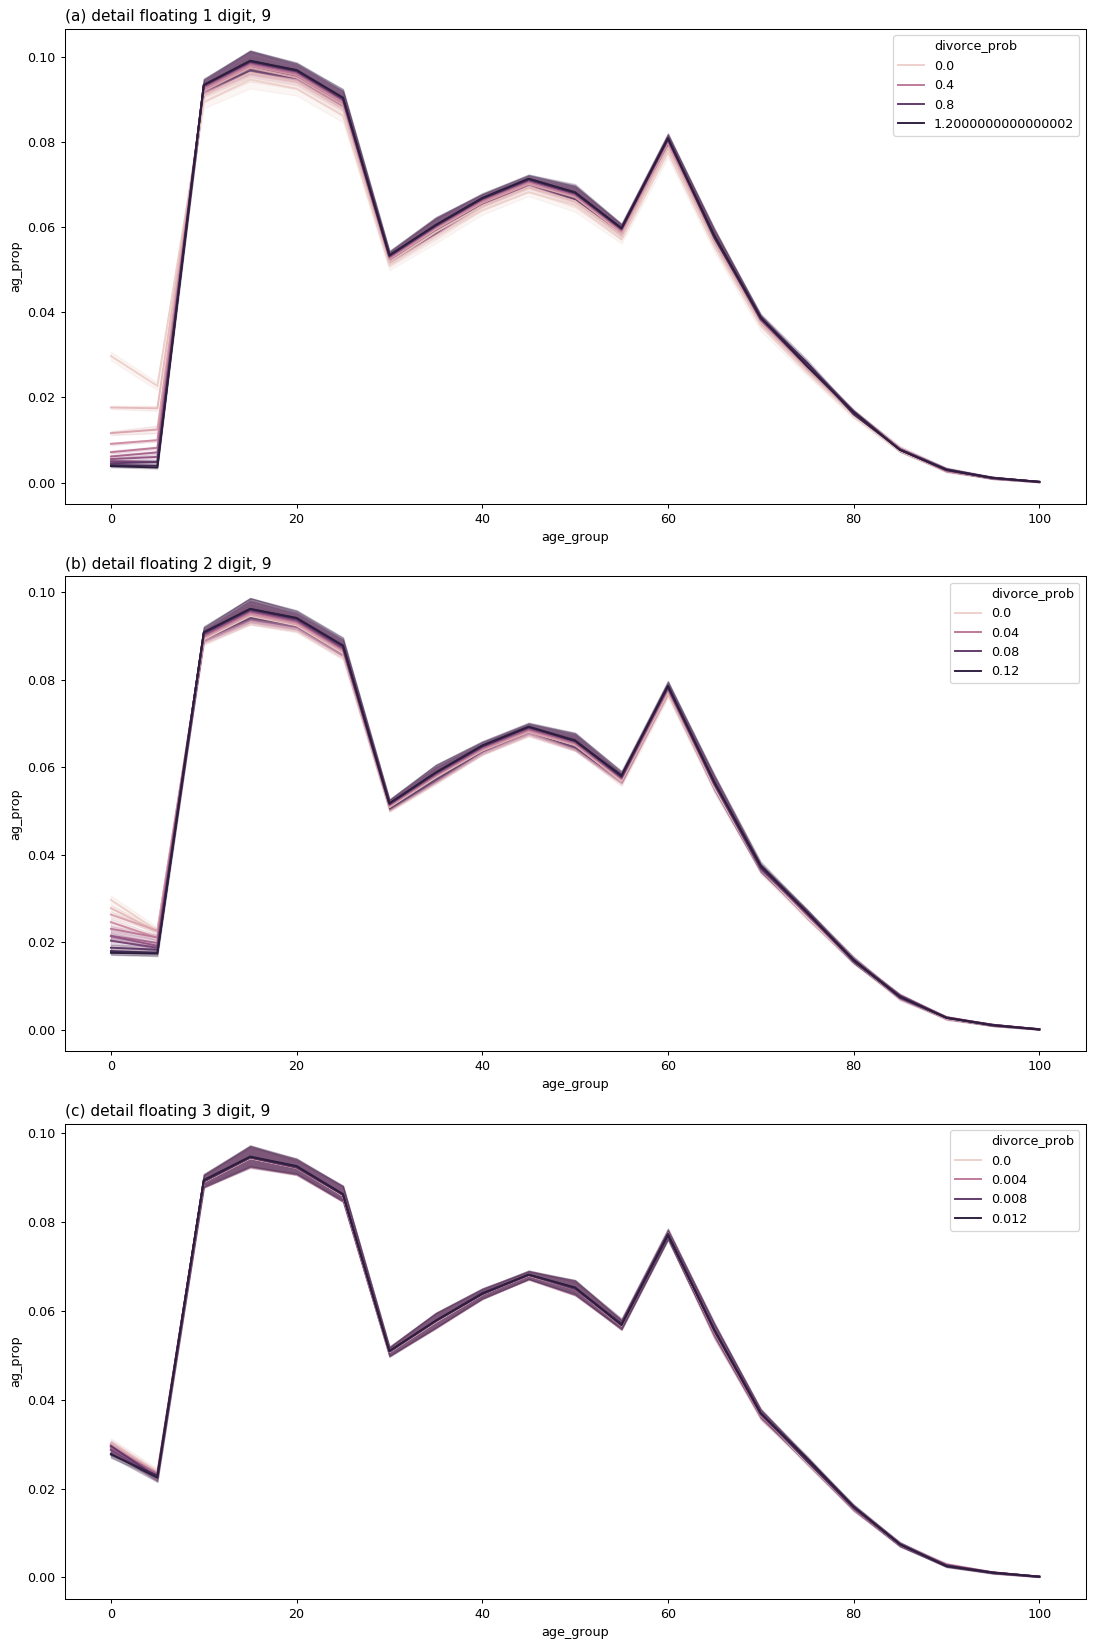 (a) detail floating 1 digit, 9
divorce_prob
0.0
0.4
0.8
1.2000000000000002
0.10
0.08
0.06
0.04
0.02
0.00
ag_prop
0 20 40 60 80 100
age_group
(b) detail floating 2 digit, 9
divorce_prob
0.0
0.04
0.08
0.12
0.10
0.08
0.06
0.04
0.02
0.00
ag_prop
0 20 40 60 80 100
age_group
(c) detail floating 3 digit, 9
divorce_prob
0.0
0.004
0.008
0.012
0.10
0.08
0.06
0.04
0.02
0.00
ag_prop
0 20 40 60 80 100
age_group